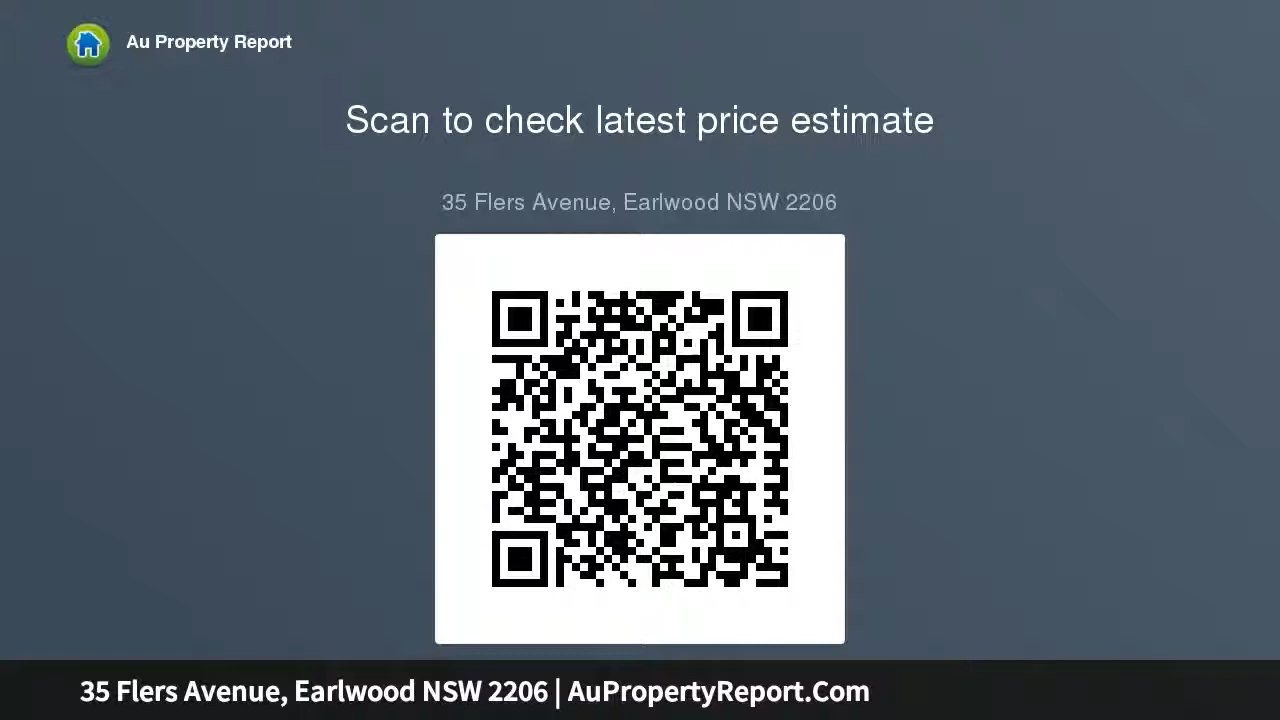 Au Property Report
Scan to check latest price estimate
35 Flers Avenue, Earlwood NSW 2206
35 Flers Avenue, Earlwood NSW 2206 | AuPropertyReport.Com